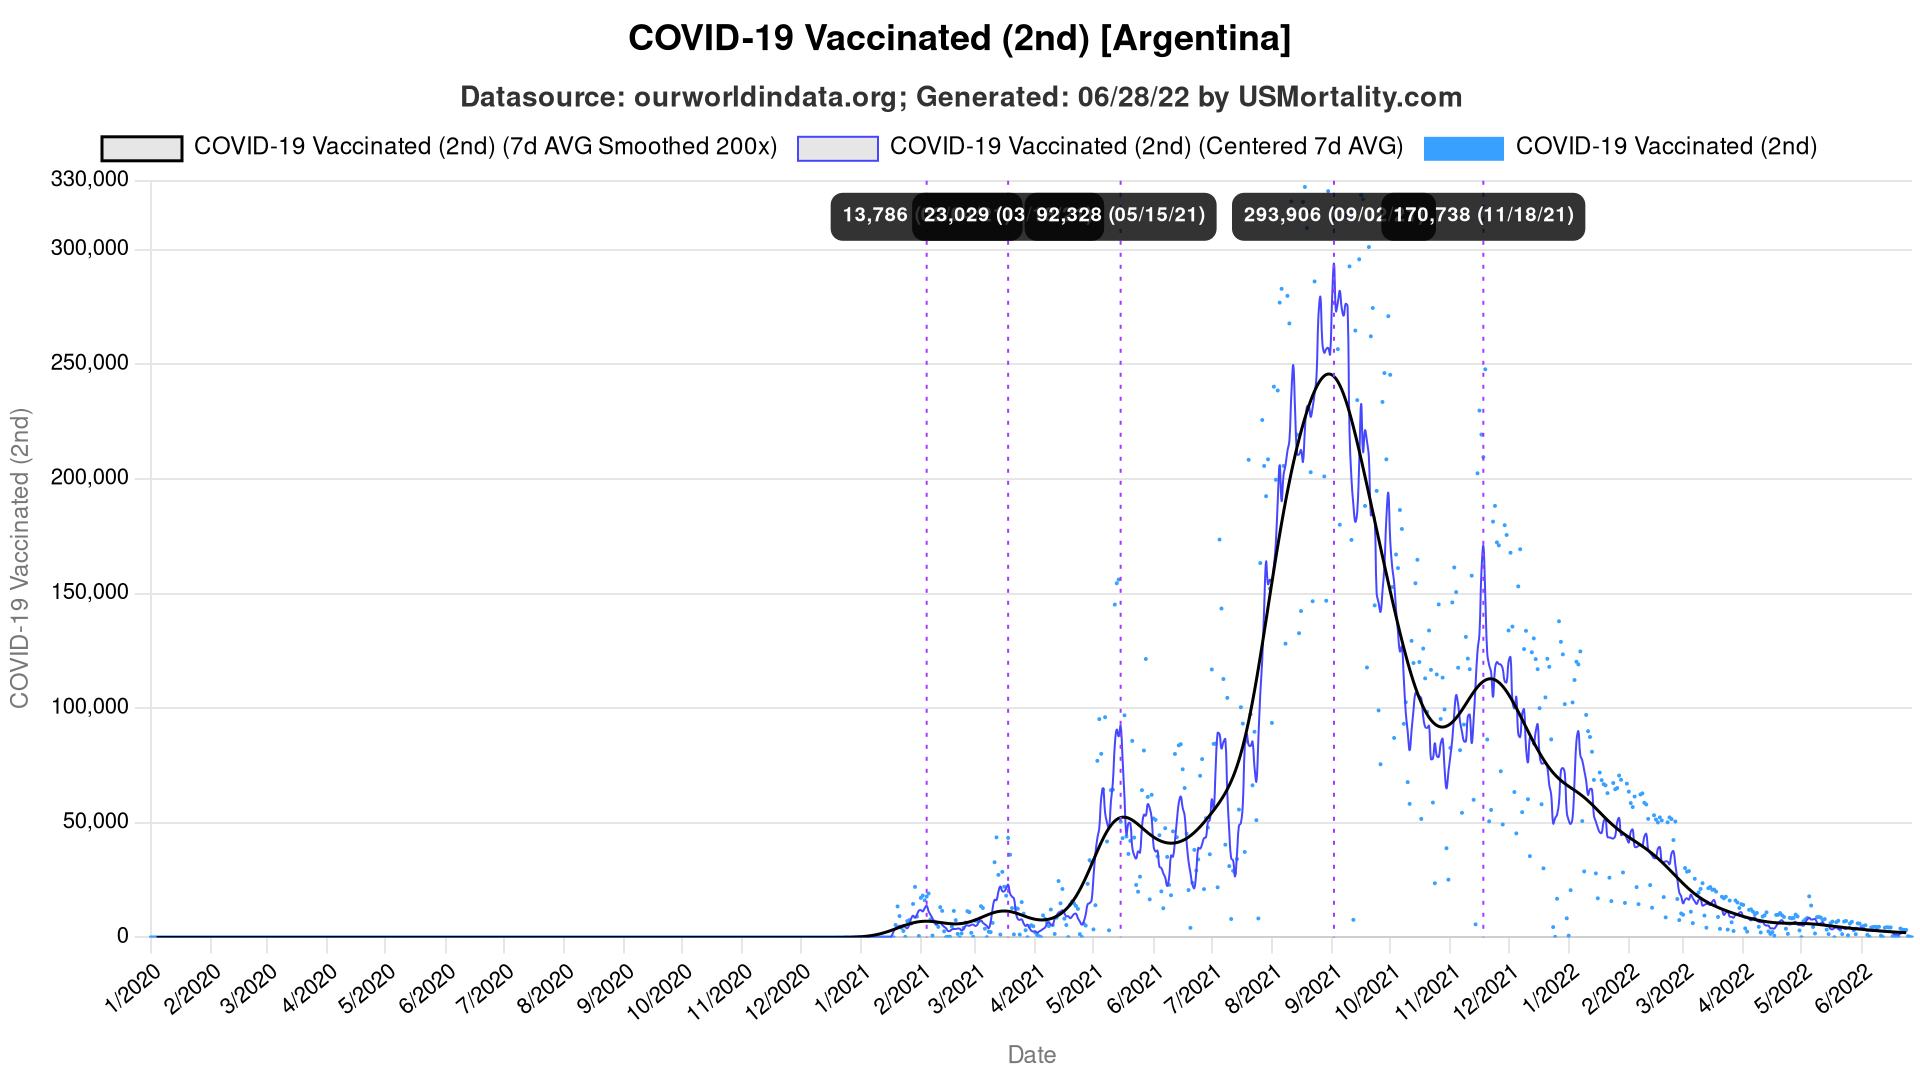 COVID-19 Vaccinated (2nd) [Argentina]
Datasource: ourworldindata.org; Generated: 06/28/22 by USMortality.com
COVID-19 Vaccinated (2nd) (7d AVG Smoothed 200x) COVID-19 Vaccinated (2nd) (Centered 7d AVG) COVID-19 Vaccinated (2nd)
330,000
13,786 23,029 (03 92,328 (05/15/21) 293,906 (09/02 170,738 (11/18/21)
300,000
250,000
200,000
150,000
100,000
50,000
0
COVID-19 Vaccinated (2nd)
1/2020 2/2020 3/2020 4/2020 5/2020 6/2020 7/2020 8/2020 9/2020 10/2020 11/2020 12/2020 1/2021 2/2021 3/2021 4/2021 5/2021 6/2021 7/2021 8/2021 9/2021 10/2021 11/2021 12/2021 1/2022 2/2022 3/2022 4/2022 5/2022 6/2022
Date